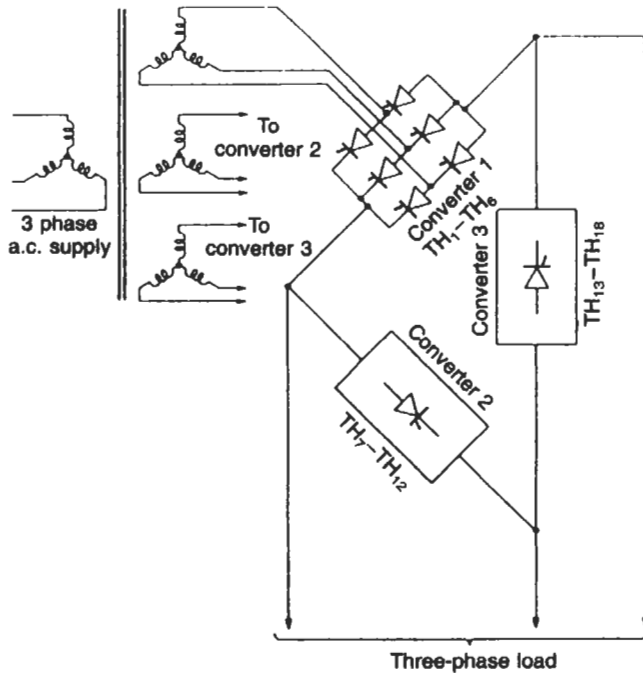 To
converter 2
3 phase
a.c. supply
To
converter 3
Converter 1
TH₁–TH₆
Converter 3
TH₁₃–TH₁₈
Converter 2
TH₇–TH₁₂
Three-phase load